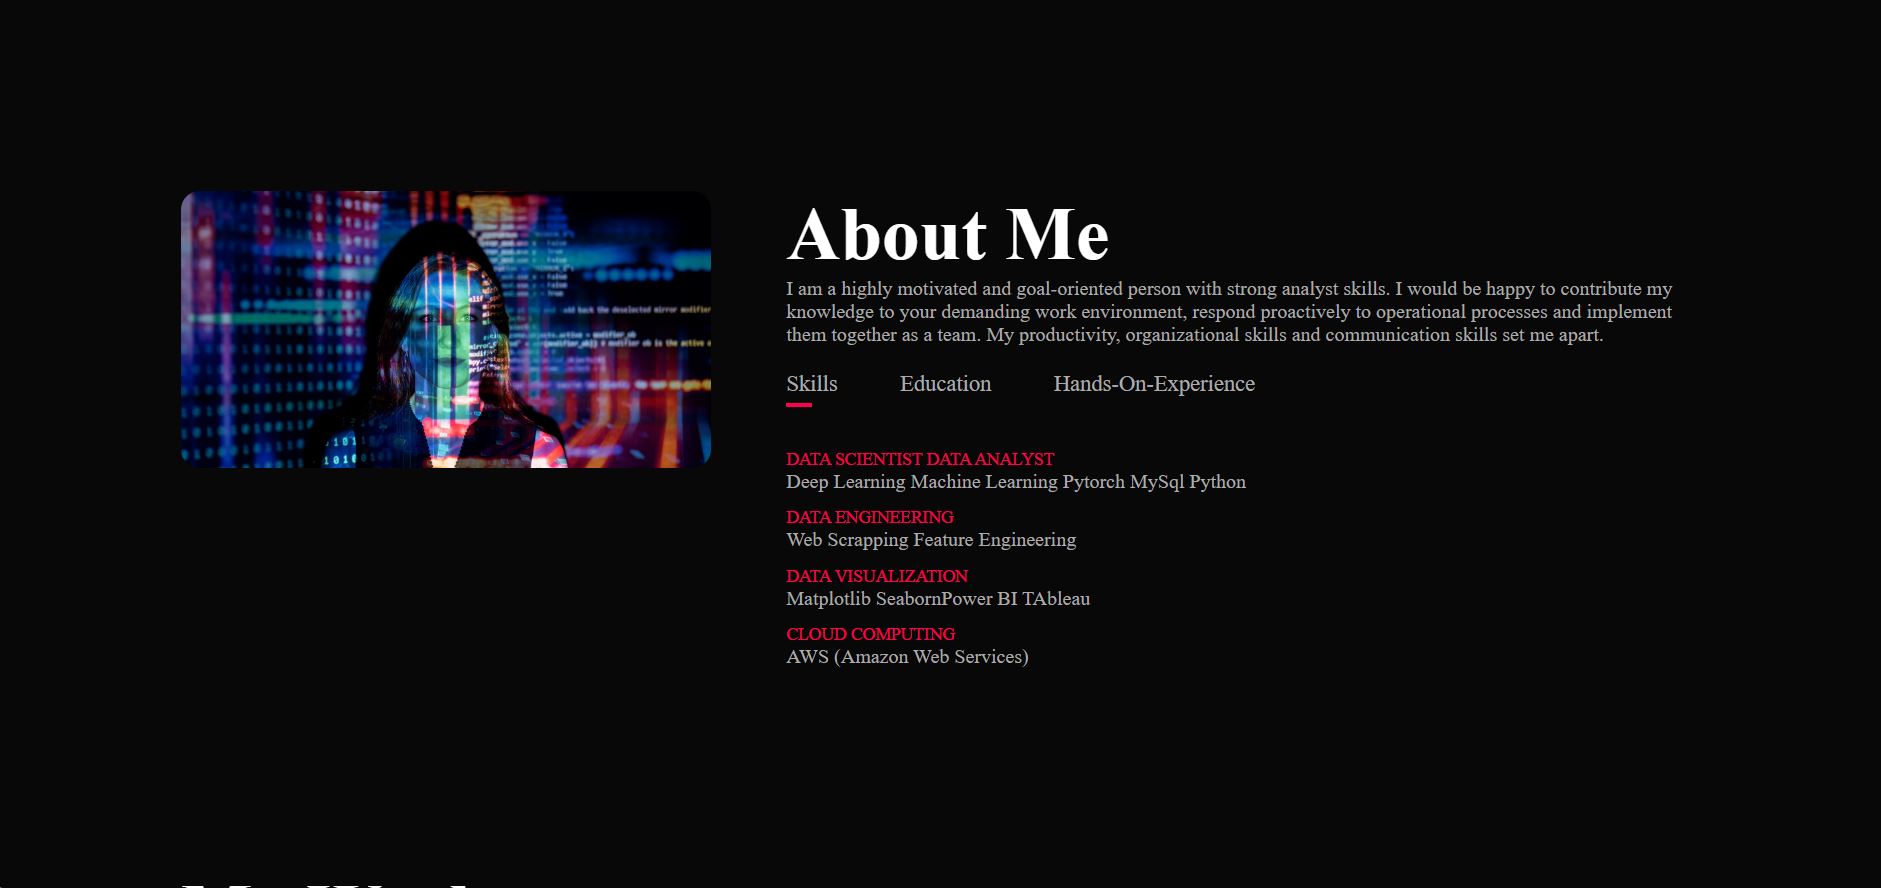 About Me
I am a highly motivated and goal-oriented person with strong analyst skills. I would be happy to contribute my
knowledge to your demanding work environment, respond proactively to operational processes and implement
them together as a team. My productivity, organizational skills and communication skills set me apart.
Skills Education Hands-On-Experience
DATA SCIENTIST DATA ANALYST
Deep Learning Machine Learning Pytorch MySql Python
DATA ENGINEERING
Web Scrapping Feature Engineering
DATA VISUALIZATION
Matplotlib SeabornPower BI TAbleau
CLOUD COMPUTING
AWS (Amazon Web Services)